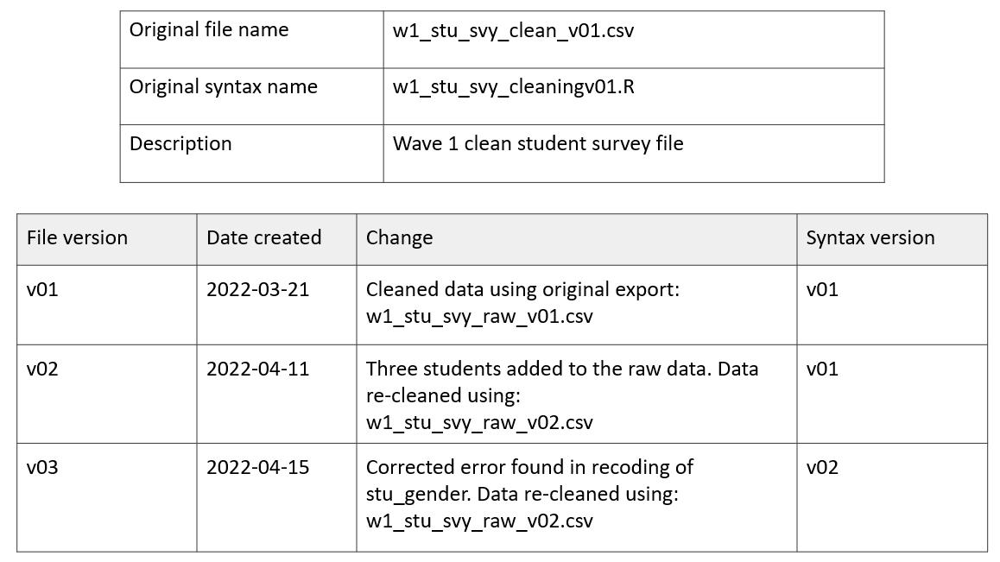 Original file name w1_stu_svy_clean_v01.csv
Original syntax name w1_stu_svy_cleaningv01.R
Description Wave 1 clean student survey file
File version Date created Change Syntax version
v01 2022-03-21 Cleaned data using original export: v01
w1_stu_svy_raw_v01.csv
v02 2022-04-11 Three students added to the raw data. Data v01
re-cleaned using:
w1_stu_svy_raw_v02.csv
v03 2022-04-15 Corrected error found in recoding of v02
stu_gender. Data re-cleaned using:
w1_stu_svy_raw_v02.csv